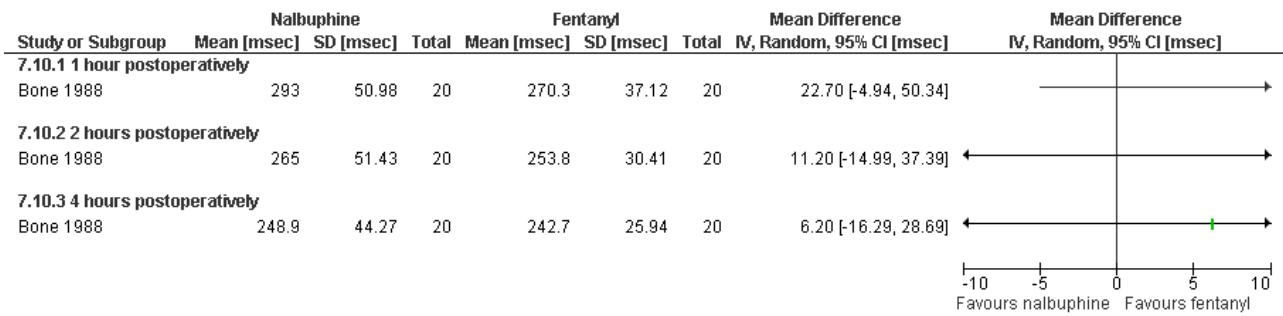 Nalbuphine Fentanyl Mean Difference Mean Difference
Study or Subgroup Mean [msec] SD [msec] Total Mean [msec] SD [msec] Total IV, Random, 95% CI [msec] IV, Random, 95% CI [msec]
7.10.1 1 hour postoperatively
Bone 1988 293 50.98 20 270.3 37.12 20 22.70 [-4.94, 50.34]
7.10.2 2 hours postoperatively
Bone 1988 265 51.43 20 253.8 30.41 20 11.20 [-14.99, 37.39]
7.10.3 4 hours postoperatively
Bone 1988 248.9 44.27 20 242.7 25.94 20 6.20 [-16.29, 28.69]
-10 -5 0 5 10
Favours nalbuphine Favours fentanyl